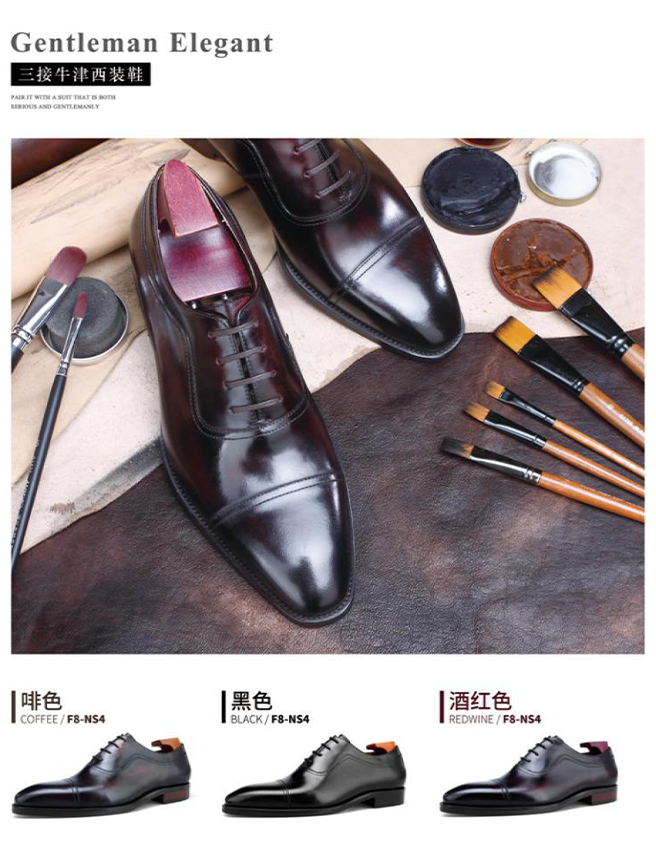 Gentleman Elegant
三接牛津西装鞋
PAIR IT WITH A SUIT THAT IS BOTH
SERIOUS AND GENTLEMANLY
啡色
COFFEE / F8-NS4
黑色
BLACK / F8-NS4
酒红色
REDWINE / F8-NS4